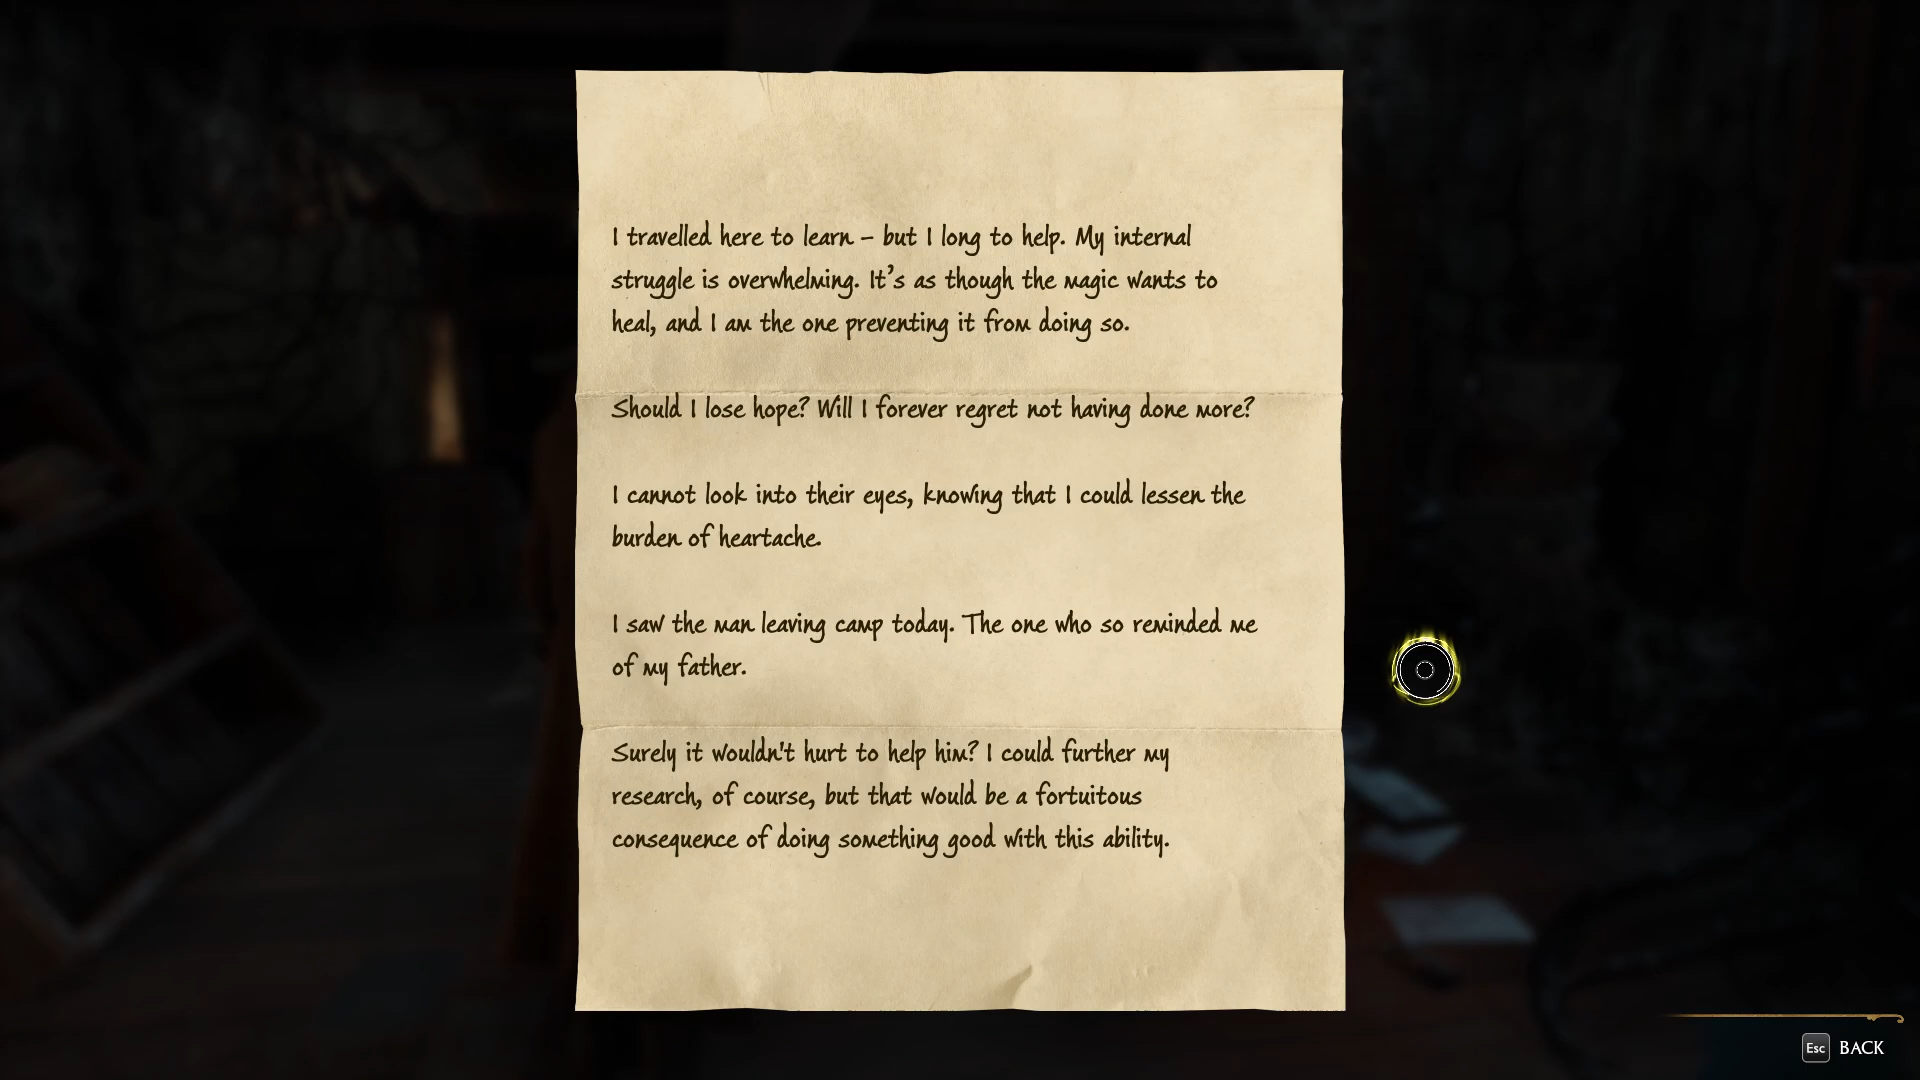 I travelled here to learn – but I long to help. My internal
struggle is overwhelming. It’s as though the magic wants to
heal, and I am the one preventing it from doing so.
Should I lose hope? Will I forever regret not having done more?
I cannot look into their eyes, knowing that I could lessen the
burden of heartache.
I saw the man leaving camp today. The one who so reminded me
of my father.
Surely it wouldn't hurt to help him? I could further my
research, of course, but that would be a fortuitous
consequence of doing something good with this ability.
Esc BACK